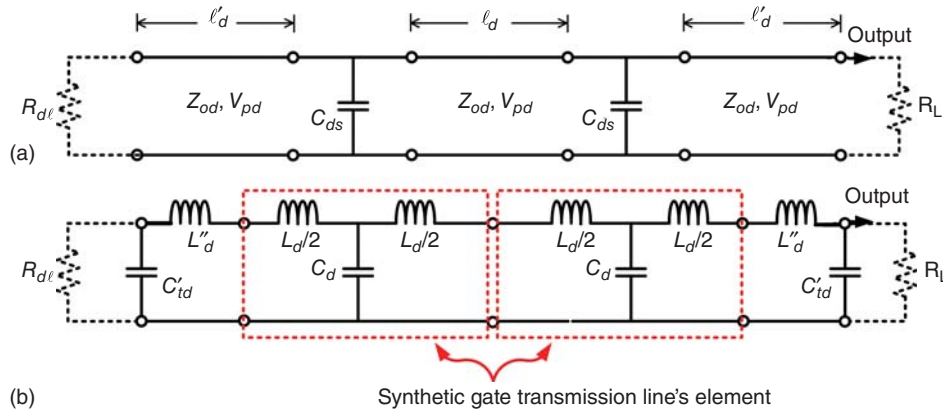 ℓ′d ℓd ℓ′d
Output
Rdℓ Zod, Vpd Cds Zod, Vpd Cds Zod, Vpd RL
(a)
Output
L″d Ld/2 Ld/2 Ld/2 Ld/2 L″d
Rdℓ C′td Cd Cd C′td RL
(b) Synthetic gate transmission line's element